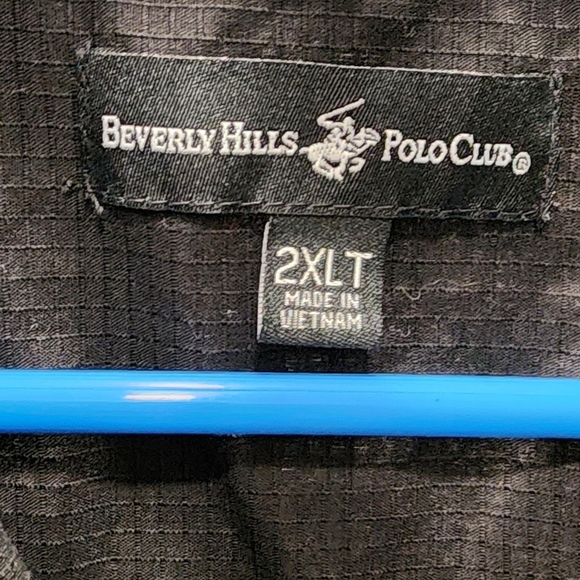 BEVERLY HILLS POLO CLUB®
2XLT
MADE IN
VIETNAM